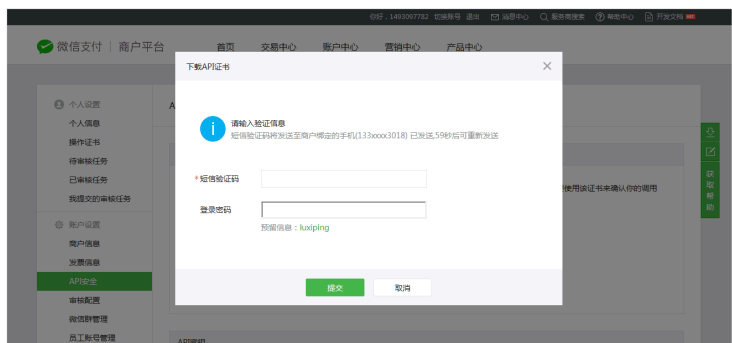 你好，1493097782 切换账号 退出 消息中心 服务商搜索 帮助中心 开发文档
微信支付 商户平台 首页 交易中心 账户中心 营销中心 产品中心
下载API证书
个人设置
个人信息
操作证书
待审核任务
已审核任务
我提交的审核任务
账户设置
商户信息
发票信息
API安全
审核配置
微信群管理
员工账号管理
请输入验证信息
短信验证码将发送至商户绑定的手机(133xxxx3018) 已发送,59秒后可重新发送
*短信验证码
登录密码
预留信息：luxiping
提交 取消
使用该证书来确认你的调用
获取帮助